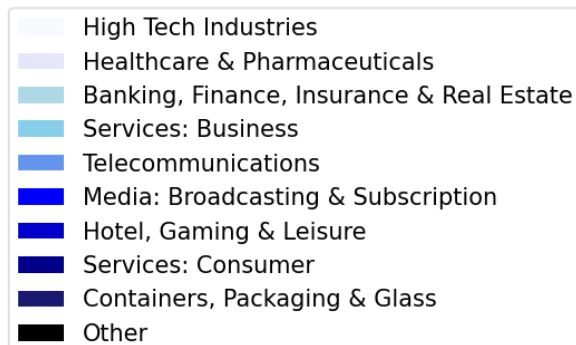 High Tech Industries
Healthcare & Pharmaceuticals
Banking, Finance, Insurance & Real Estate
Services: Business
Telecommunications
Media: Broadcasting & Subscription
Hotel, Gaming & Leisure
Services: Consumer
Containers, Packaging & Glass
Other